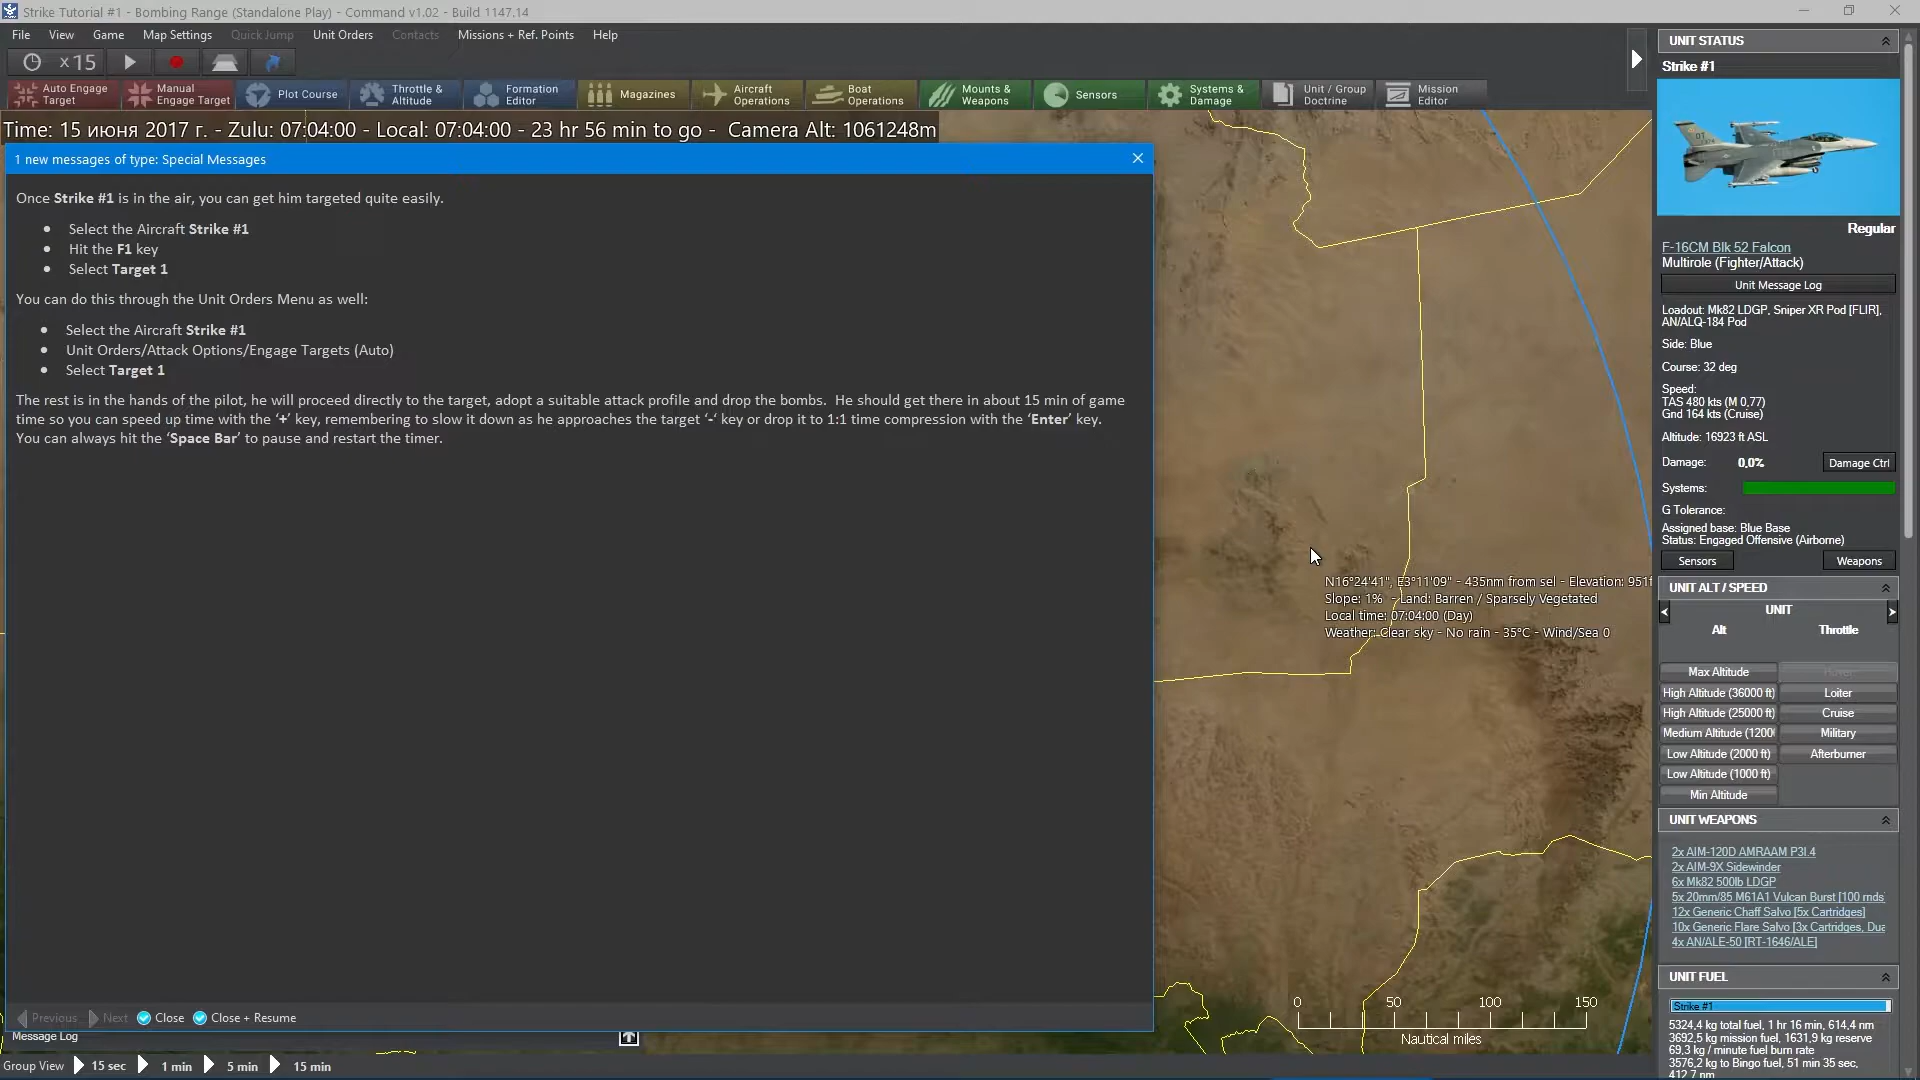 Strike Tutorial #1 - Bombing Range (Standalone Play) - Command v1.02 - Build 1147.14
File View Game Map Settings Quick Jump Unit Orders Contacts Missions + Ref. Points Help
x15
Auto Engage Target
Manual Engage Target
Plot Course
Throttle & Altitude
Formation Editor
Magazines
Aircraft Operations
Boat Operations
Mounts & Weapons
Sensors
Systems & Damage
Unit / Group Doctrine
Mission Editor
Time: 15 июня 2017 г. - Zulu: 07:04:00 - Local: 07:04:00 - 23 hr 56 min to go - Camera Alt: 1061248m
1 new messages of type: Special Messages
Once Strike #1 is in the air, you can get him targeted quite easily.
• Select the Aircraft Strike #1
• Hit the F1 key
• Select Target 1
You can do this through the Unit Orders Menu as well:
• Select the Aircraft Strike #1
• Unit Orders/Attack Options/Engage Targets (Auto)
• Select Target 1
The rest is in the hands of the pilot, he will proceed directly to the target, adopt a suitable attack profile and drop the bombs. He should get there in about 15 min of game
time so you can speed up time with the ‘+’ key, remembering to slow it down as he approaches the target ‘-‘ key or drop it to 1:1 time compression with the ‘Enter’ key.
You can always hit the ‘Space Bar’ to pause and restart the timer.
Previous Next Close Close + Resume
Message Log
Group View 15 sec 1 min 5 min 15 min
N16°24'41", E3°11'09" - 435nm from sel - Elevation: 951f
Slope: 1% - Land: Barren / Sparsely Vegetated
Local time: 07:04:00 (Day)
Weather: Clear sky - No rain - 35°C - Wind/Sea 0
0 50 100 150
Nautical miles
UNIT STATUS
Strike #1
Regular
F-16CM Blk 52 Falcon
Multirole (Fighter/Attack)
Unit Message Log
Loadout: Mk82 LDGP, Sniper XR Pod [FLIR],
AN/ALQ-184 Pod
Side: Blue
Course: 32 deg
Speed:
TAS 480 kts (M 0,77)
Gnd 164 kts (Cruise)
Altitude: 16923 ft ASL
Damage: 0,0% Damage Ctrl
Systems:
G Tolerance:
Assigned base: Blue Base
Status: Engaged Offensive (Airborne)
Sensors Weapons
UNIT ALT / SPEED
UNIT
Alt Throttle
Max Altitude
High Altitude (36000 ft) Loiter
High Altitude (25000 ft) Cruise
Medium Altitude (1200 Military
Low Altitude (2000 ft) Afterburner
Low Altitude (1000 ft)
Min Altitude
UNIT WEAPONS
2x AIM-120D AMRAAM P3I.4
2x AIM-9X Sidewinder
6x Mk82 500lb LDGP
5x 20mm/85 M61A1 Vulcan Burst [100 rnds
12x Generic Chaff Salvo [5x Cartridges]
10x Generic Flare Salvo [3x Cartridges, Dua
4x AN/ALE-50 [RT-1646/ALE]
UNIT FUEL
Strike #1
5324,4 kg total fuel, 1 hr 16 min, 614,4 nm
3692,5 kg mission fuel, 1631,9 kg reserve
69,3 kg / minute fuel burn rate
3576,2 kg to Bingo fuel, 51 min 35 sec,
412,7 nm